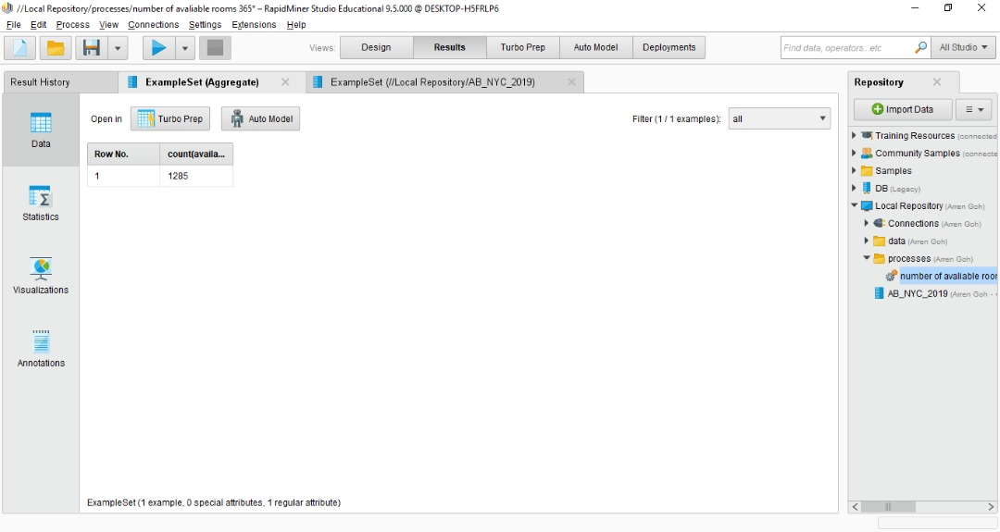 //Local Repository/processes/number of avaliable rooms 365* – RapidMiner Studio Educational 9.5.000 @ DESKTOP-H5FRLP6
File Edit Process View Connections Settings Extensions Help
Views: Design Results Turbo Prep Auto Model Deployments Find data, operators...etc All Studio
Result History ExampleSet (Aggregate) ExampleSet (//Local Repository/AB_NYC_2019) Repository
Import Data
Open in Turbo Prep Auto Model Filter (1 / 1 examples): all
Data
Row No. count(availa...
1 1285
Statistics
Visualizations
Annotations
Training Resources (connected
Community Samples (connecte
Samples
DB (Legacy)
Local Repository (Arren Goh)
Connections (Arren Goh)
data (Arren Goh)
processes (Arren Goh)
number of avaliable roor
AB_NYC_2019 (Arren Goh - v
ExampleSet (1 example, 0 special attributes, 1 regular attribute)